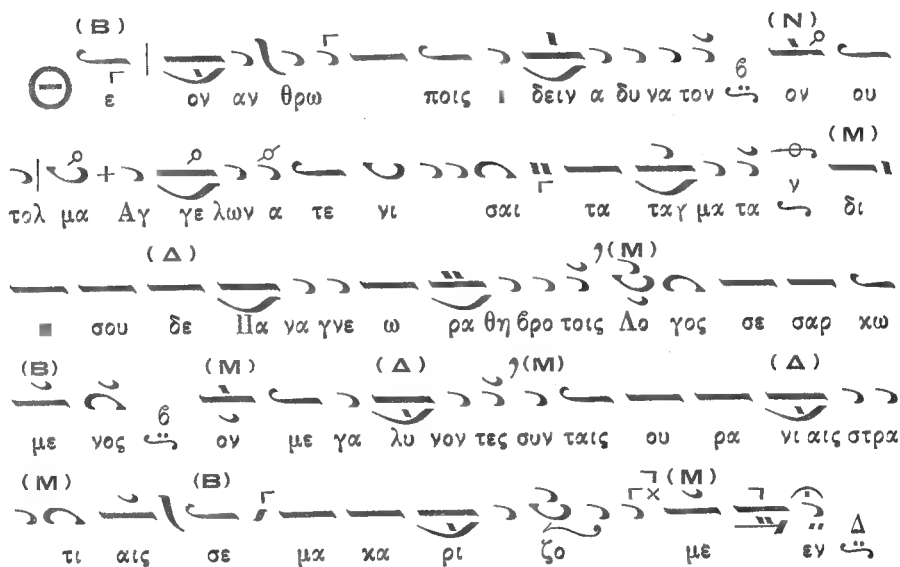 (Β) (Ν)
Θε ον αν θρω ποις ι δειν α δυ να τον ϐ ον ου
(Μ)
τολ μα Αγ γε λων α τε νι σαι τα ταγ μα τα ν δι
(Δ) (Μ)
σου δε Πα να γνε ω ρα θη βρο τοις Λο γος σε σαρ κω
(Β) (Μ) (Δ) (Μ) (Δ)
με νος ϐ ον με γα λυ νον τες συν ταις ου ρα νι αις στρα
(Μ) (Β) (Μ)
τι αις σε μα κα ρι ζο με εν Δ